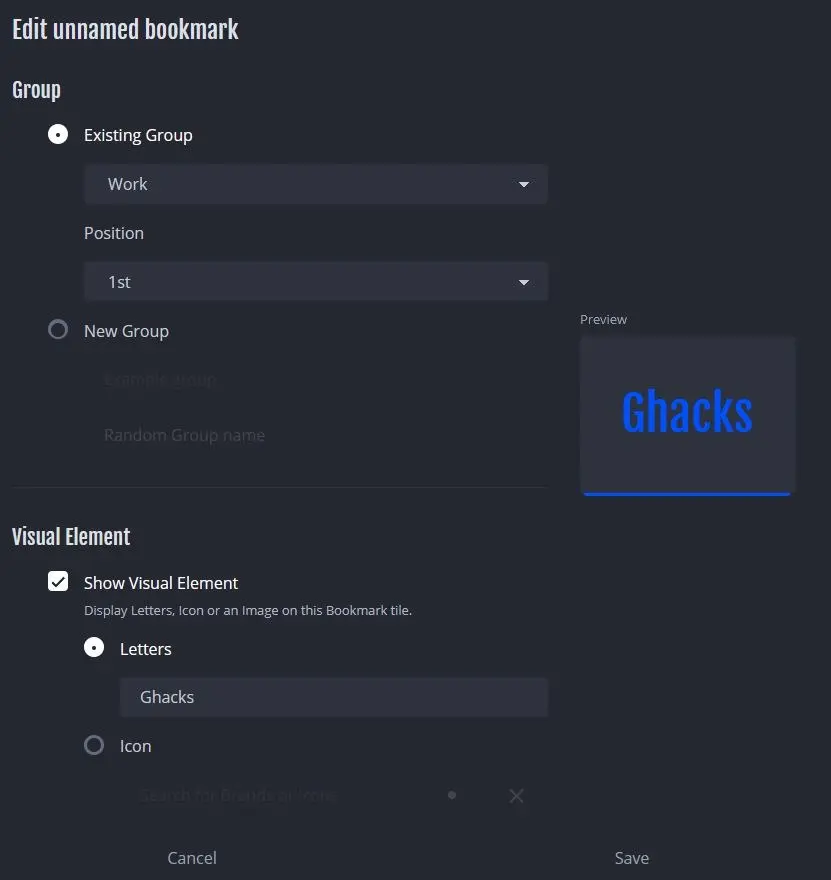 Edit unnamed bookmark
Group
Existing Group
Work
Position
1st
New Group
Example group
Random Group name
Preview
Ghacks
Visual Element
Show Visual Element
Display Letters, Icon or an Image on this Bookmark tile.
Letters
Ghacks
Icon
Search for Brands or Icons
Cancel
Save